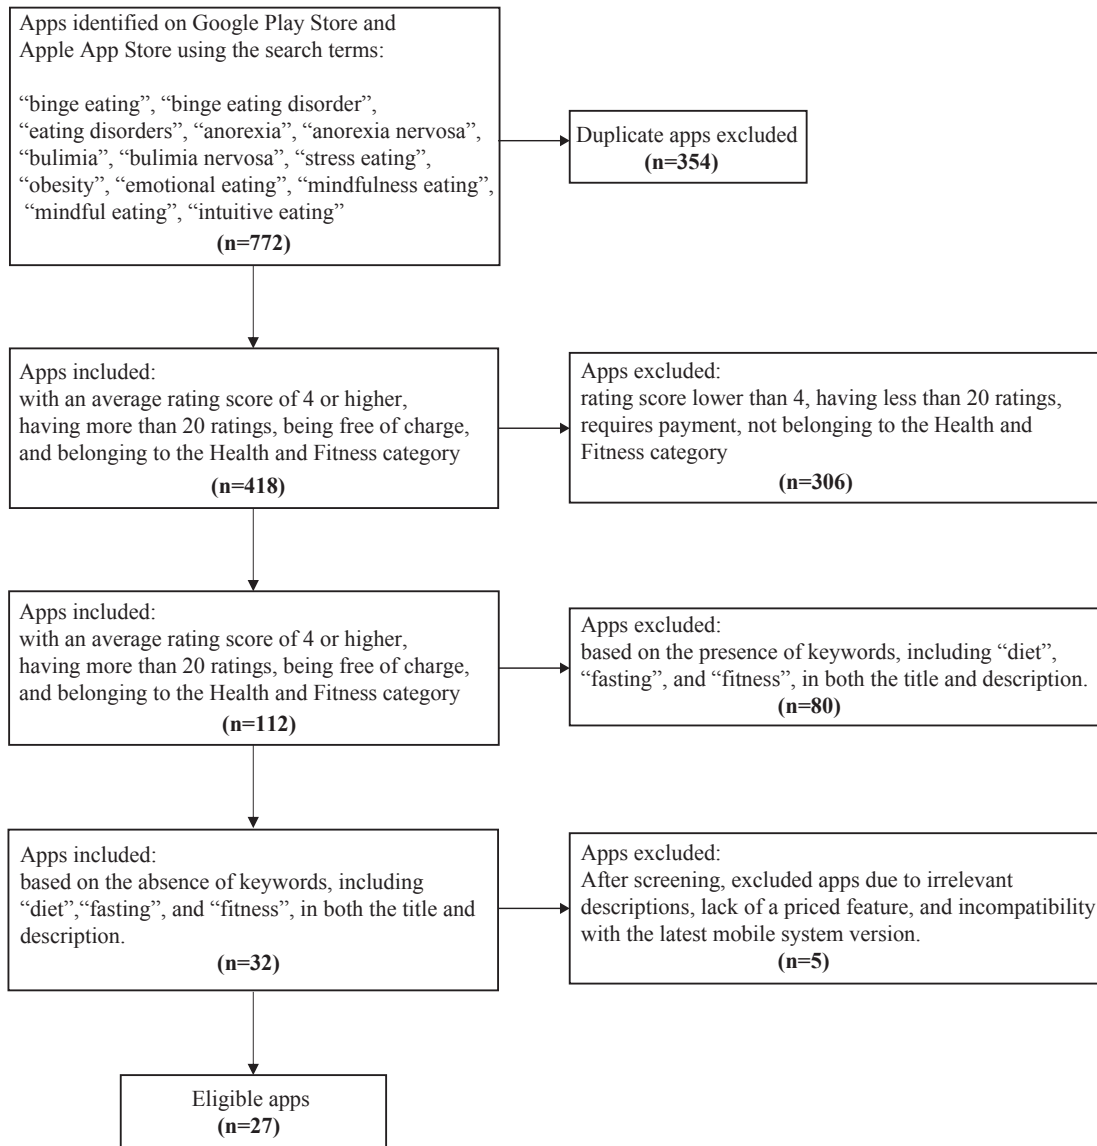 Apps identified on Google Play Store and
Apple App Store using the search terms:
“binge eating”, “binge eating disorder”,
“eating disorders”, “anorexia”, “anorexia nervosa”,
“bulimia”, “bulimia nervosa”, “stress eating”,
“obesity”, “emotional eating”, “mindfulness eating”,
“mindful eating”, “intuitive eating”
(n=772)
Duplicate apps excluded
(n=354)
Apps included:
with an average rating score of 4 or higher,
having more than 20 ratings, being free of charge,
and belonging to the Health and Fitness category
(n=418)
Apps excluded:
rating score lower than 4, having less than 20 ratings,
requires payment, not belonging to the Health and
Fitness category
(n=306)
Apps included:
with an average rating score of 4 or higher,
having more than 20 ratings, being free of charge,
and belonging to the Health and Fitness category
(n=112)
Apps excluded:
based on the presence of keywords, including “diet”,
“fasting”, and “fitness”, in both the title and description.
(n=80)
Apps included:
based on the absence of keywords, including
“diet”,“fasting”, and “fitness”, in both the title and
description.
(n=32)
Apps excluded:
After screening, excluded apps due to irrelevant
descriptions, lack of a priced feature, and incompatibility
with the latest mobile system version.
(n=5)
Eligible apps
(n=27)